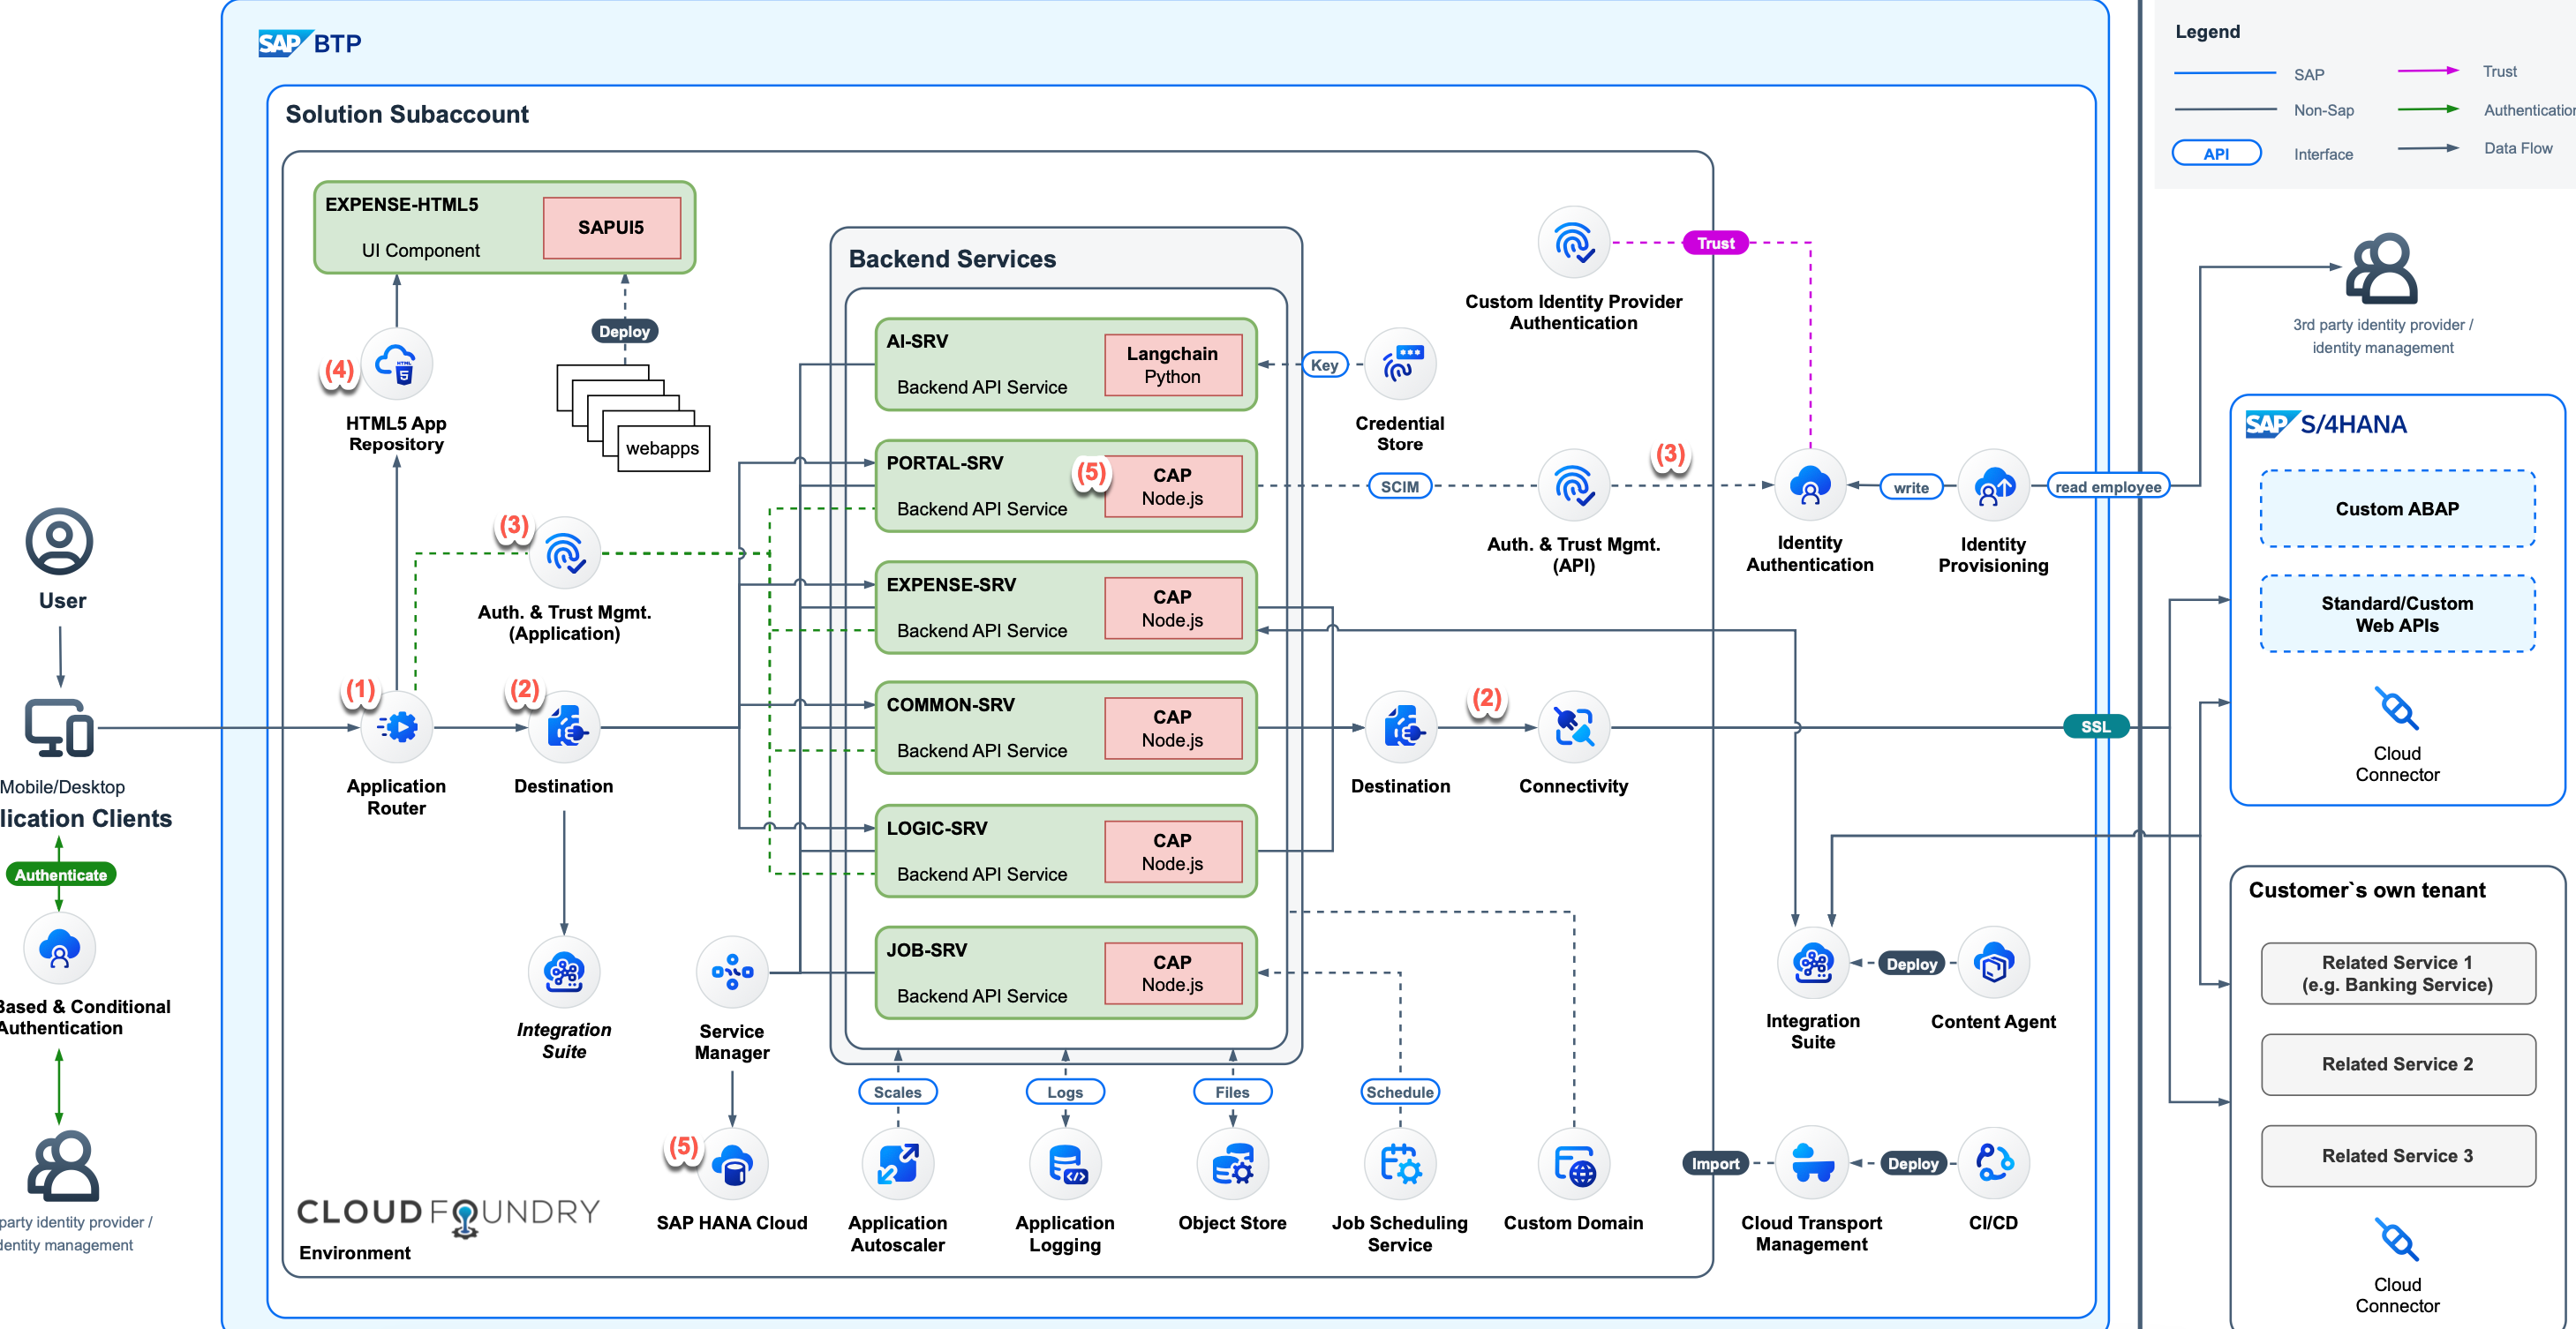 SAP BTP
Solution Subaccount
EXPENSE-HTML5
UI Component
SAPUI5
Deploy
webapps
(4)
HTML5 App
Repository
User
Mobile/Desktop
lication Clients
Authenticate
Based & Conditional
Authentication
party identity provider /
dentity management
(1)
Application
Router
(3)
Auth. & Trust Mgmt.
(Application)
(2)
Destination
Integration
Suite
Service
Manager
(5)
SAP HANA Cloud
CLOUD FOUNDRY
Environment
Backend Services
AI-SRV
Backend API Service
Langchain
Python
PORTAL-SRV
Backend API Service
(5)
CAP
Node.js
EXPENSE-SRV
Backend API Service
CAP
Node.js
COMMON-SRV
Backend API Service
CAP
Node.js
LOGIC-SRV
Backend API Service
CAP
Node.js
JOB-SRV
Backend API Service
CAP
Node.js
Scales
Logs
Files
Schedule
Application
Autoscaler
Application
Logging
Object Store
Job Scheduling
Service
Custom Domain
Key
Credential
Store
Custom Identity Provider
Authentication
Trust
SCIM
Auth. & Trust Mgmt.
(API)
(3)
Identity
Authentication
write
Identity
Provisioning
read employee
Destination
(2)
Connectivity
SSL
Integration
Suite
Deploy
Content Agent
Import
Cloud Transport
Management
Deploy
CI/CD
Legend
SAP
Trust
Non-Sap
Authentication
API
Interface
Data Flow
3rd party identity provider /
identity management
SAP S/4HANA
Custom ABAP
Standard/Custom
Web APIs
Cloud
Connector
Customer`s own tenant
Related Service 1
(e.g. Banking Service)
Related Service 2
Related Service 3
Cloud
Connector